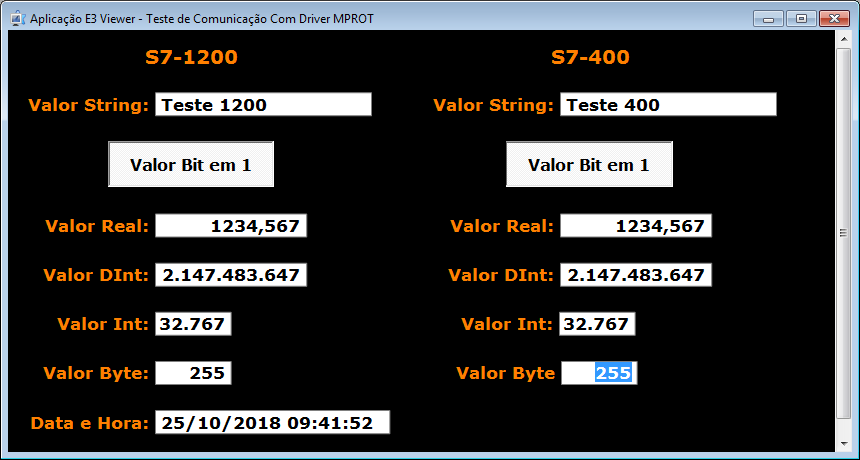 Aplicação E3 Viewer - Teste de Comunicação Com Driver MPROT
S7-1200 S7-400
Valor String: Teste 1200 Valor String: Teste 400
Valor Bit em 1 Valor Bit em 1
Valor Real: 1234,567 Valor Real: 1234,567
Valor DInt: 2.147.483.647 Valor DInt: 2.147.483.647
Valor Int: 32.767 Valor Int: 32.767
Valor Byte: 255 Valor Byte 255
Data e Hora: 25/10/2018 09:41:52